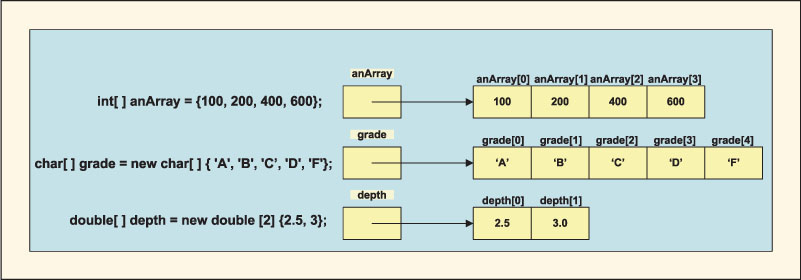 anArray
anArray[0] anArray[1] anArray[2] anArray[3]
int[ ] anArray = {100, 200, 400, 600};
100 200 400 600
grade
grade[0] grade[1] grade[2] grade[3] grade[4]
char[ ] grade = new char[ ] { 'A', 'B', 'C’, 'D', 'F'};
‘A’ ‘B’ ‘C’ ‘D’ ‘F’
depth
depth[0] depth[1]
double[ ] depth = new double [2] {2.5, 3};
2.5 3.0